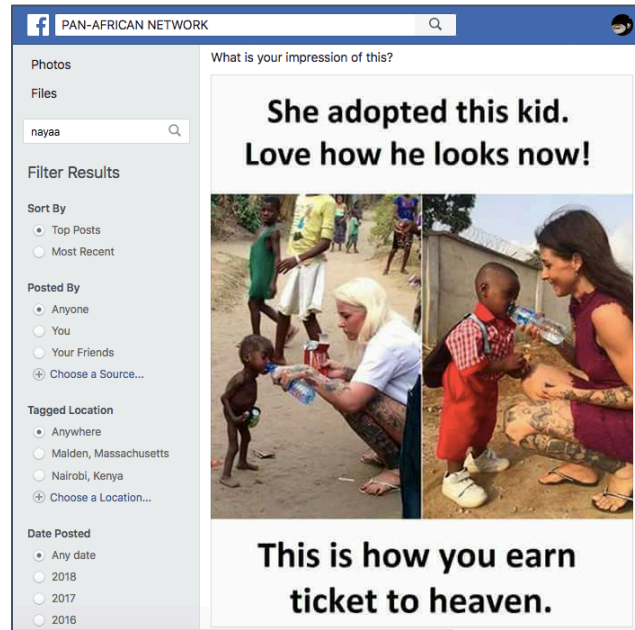 PAN-AFRICAN NETWORK
Photos
Files
nayaa
Filter Results
Sort By
Top Posts
Most Recent
Posted By
Anyone
You
Your Friends
Choose a Source...
Tagged Location
Anywhere
Malden, Massachusetts
Nairobi, Kenya
Choose a Location...
Date Posted
Any date
2018
2017
2016
What is your impression of this?
She adopted this kid.
Love how he looks now!
This is how you earn
ticket to heaven.